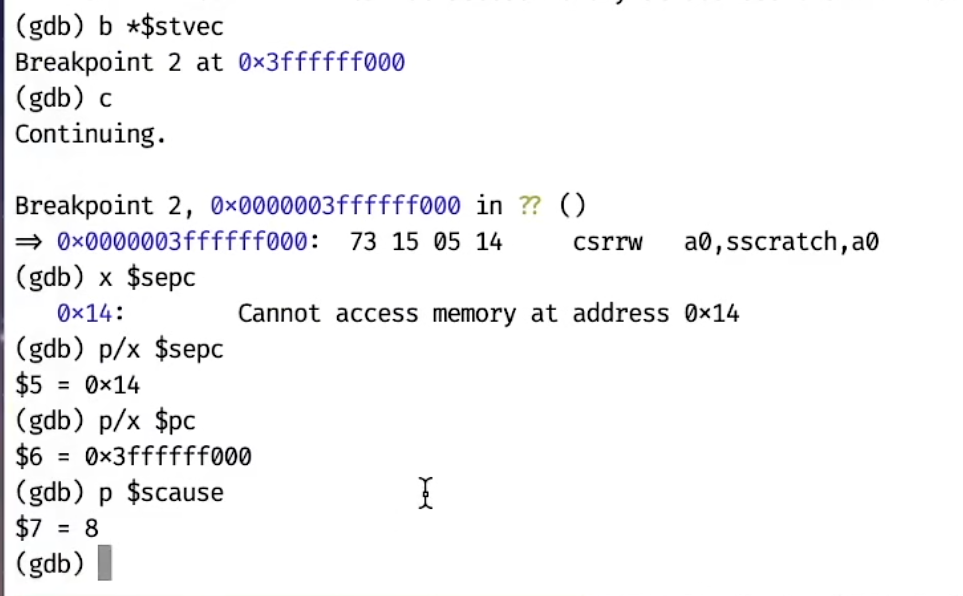 (gdb) b *$stvec
Breakpoint 2 at 0x3ffffff000
(gdb) c
Continuing.
Breakpoint 2, 0x0000003ffffff000 in ?? ()
=> 0x0000003ffffff000: 73 15 05 14 csrrw a0,sscratch,a0
(gdb) x $sepc
0x14: Cannot access memory at address 0x14
(gdb) p/x $sepc
$5 = 0x14
(gdb) p/x $pc
$6 = 0x3ffffff000
(gdb) p $scause
$7 = 8
(gdb)